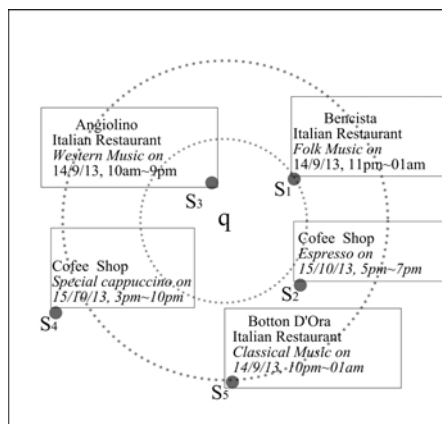 Angiolino
Italian Restaurant
Western Music on
14/9/13, 10am~9pm
S3
Bencista
Italian Restaurant
Folk Music on
14/9/13, 11pm~01am
S1
q
Cofee Shop
Espresso on
15/10/13, 5pm~7pm
S2
Cofee Shop
Special cappuccino on
15/10/13, 3pm~10pm
S4
Botton D'Ora
Italian Restaurant
Classical Music on
14/9/13, 10pm~01am
S5